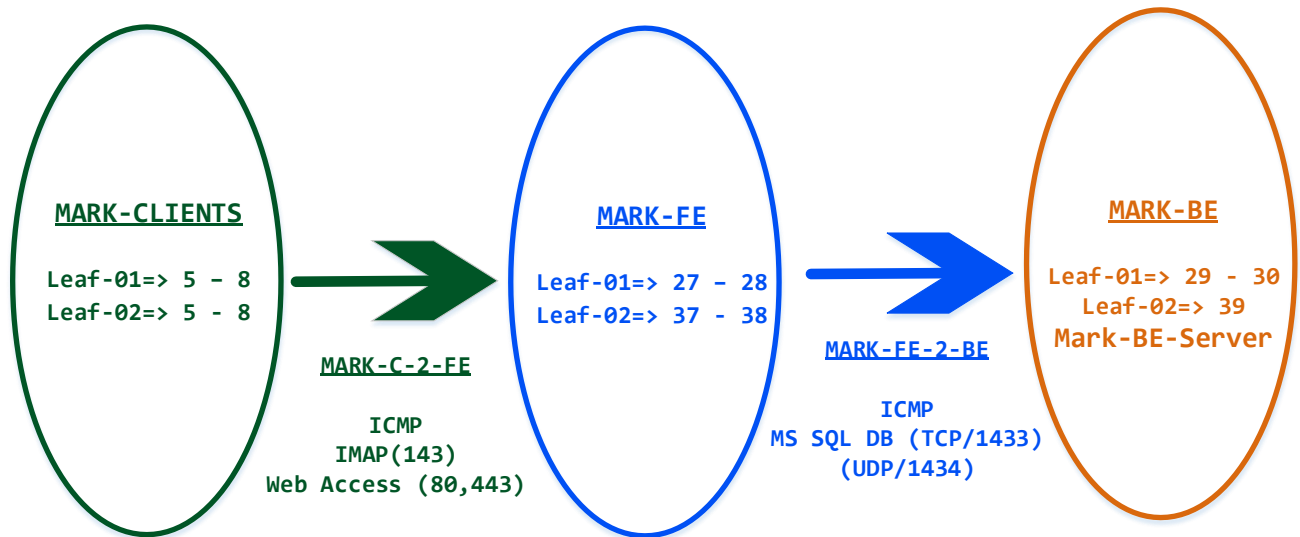 MARK-CLIENTS
Leaf-01=> 5 – 8
Leaf-02=> 5 - 8
MARK-C-2-FE
ICMP
IMAP(143)
Web Access (80,443)
MARK-FE
Leaf-01=> 27 – 28
Leaf-02=> 37 - 38
MARK-FE-2-BE
ICMP
MS SQL DB (TCP/1433)
(UDP/1434)
MARK-BE
Leaf-01=> 29 - 30
Leaf-02=> 39
Mark-BE-Server